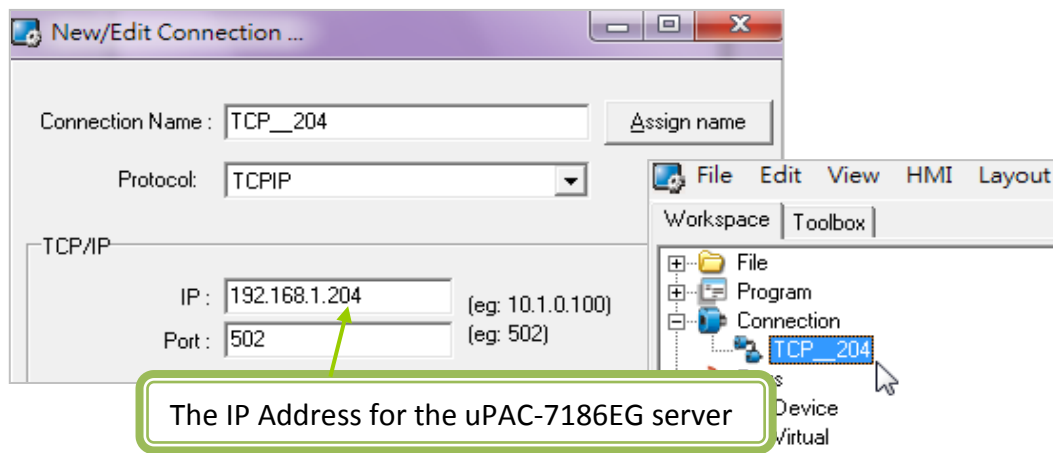 New/Edit Connection ...
Connection Name : TCP__204 Assign name
Protocol: TCPIP
TCP/IP
IP : 192.168.1.204 (eg: 10.1.0.100)
Port : 502 (eg: 502)
File Edit View HMI Layout
Workspace Toolbox
File
Program
Connection
TCP__204
Device
Virtual
The IP Address for the uPAC-7186EG server